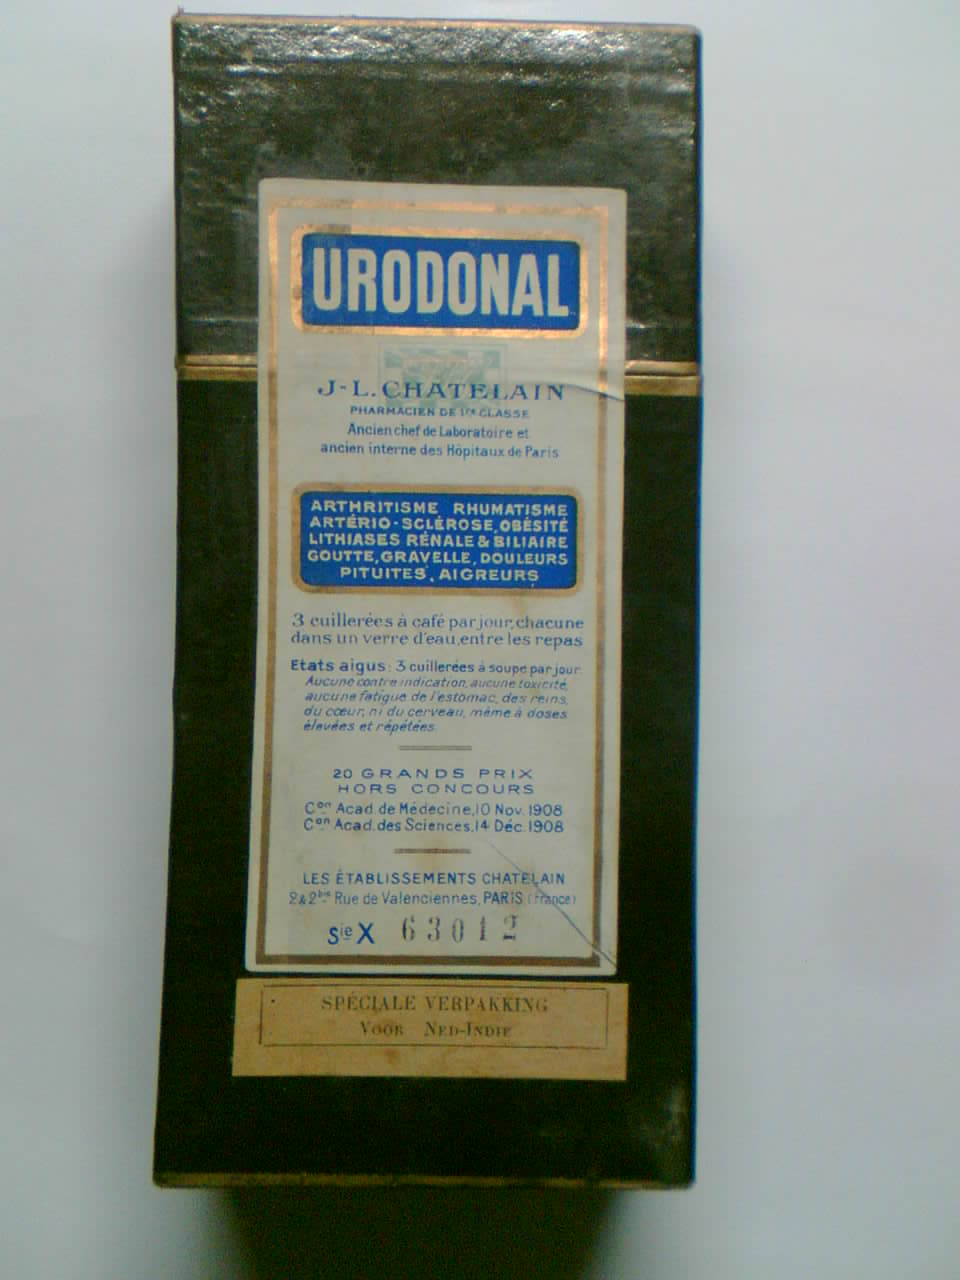 URODONAL
J-L. CHATELAIN
PHARMACIEN DE 1re CLASSE
Ancien chef de Laboratoire et
ancien interne des Hôpitaux de Paris
ARTHRITISME RHUMATISME
ARTÉRIO-SCLÉROSE, OBÉSITÉ
LITHIASES RÉNALE & BILIAIRE
GOUTTE, GRAVELLE, DOULEURS
PITUITES, AIGREURS
3 cuillerées à café par jour, chacune
dans un verre d'eau, entre les repas
Etats aigus: 3 cuillerées à soupe par jour
Aucune contre indication, aucune toxicité,
aucune fatigue de l'estomac, des reins,
du cœur, ni du cerveau, même à doses
élevées et répétées.
20 GRANDS PRIX
HORS CONCOURS
Con Acad. de Médecine, 10 Nov. 1908
Con Acad. des Sciences, 14 Déc. 1908
LES ÉTABLISSEMENTS CHATELAIN
2 & 2bis Rue de Valenciennes, PARIS (France)
Sie X 63012
SPÉCIALE VERPAKKING
VOOR NED-INDIE